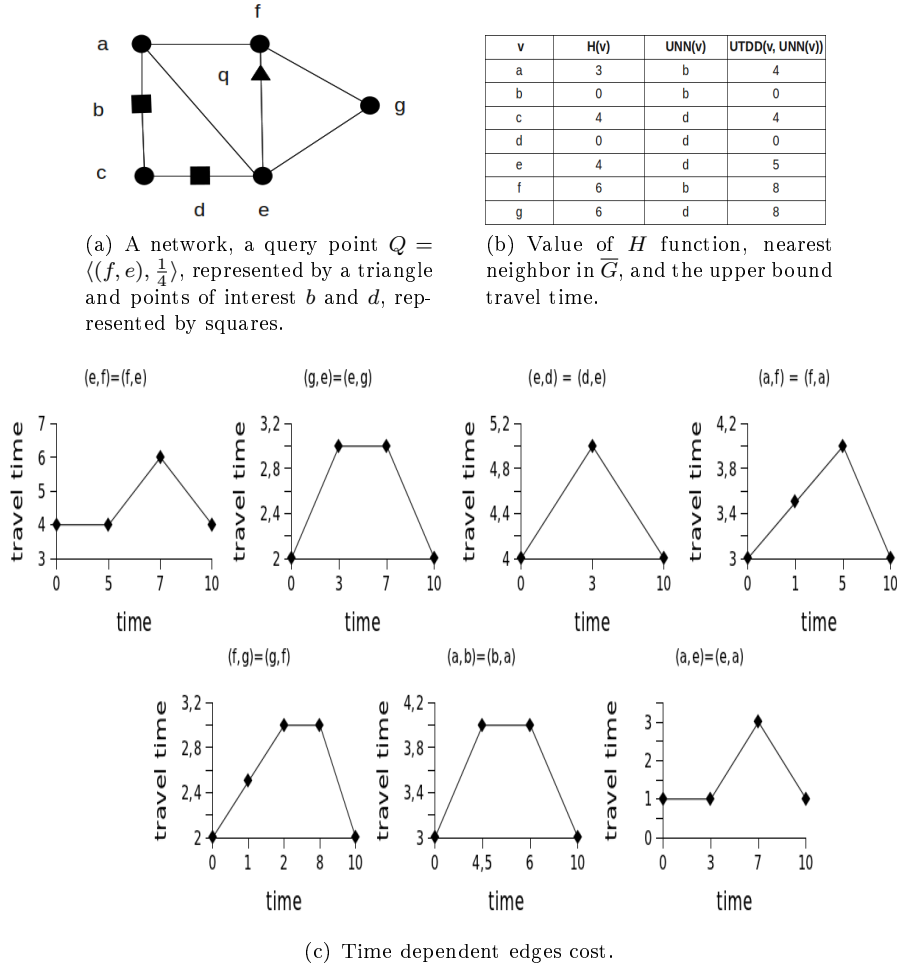 f
a
q
b
g
c
d
e
v H(v) UNN(v) UTDD(v, UNN(v))
a 3 b 4
b 0 b 0
c 4 d 4
d 0 d 0
e 4 d 5
f 6 b 8
g 6 d 8
(a) A network, a query point Q =
⟨(f, e), 1/4⟩, represented by a triangle
and points of interest b and d, rep-
resented by squares.
(b) Value of H function, nearest
neighbor in G̅, and the upper bound
travel time.
(e,f)=(f,e)
travel time
7
6
5
4
3
0 5 7 10
time
(g,e)=(e,g)
travel time
3,2
2,8
2,4
2
0 3 7 10
time
(e,d) = (d,e)
travel time
5,2
4,8
4,4
4
0 3 10
time
(a,f) = (f,a)
travel time
4,2
3,8
3,4
3
0 1 5 10
time
(f,g)=(g,f)
travel time
3,2
2,8
2,4
2
0 1 2 8 10
time
(a,b)=(b,a)
travel time
4,2
3,8
3,4
3
0 4,5 6 10
time
(a,e)=(e,a)
travel time
3
2
1
0
0 3 7 10
time
(c) Time dependent edges cost.